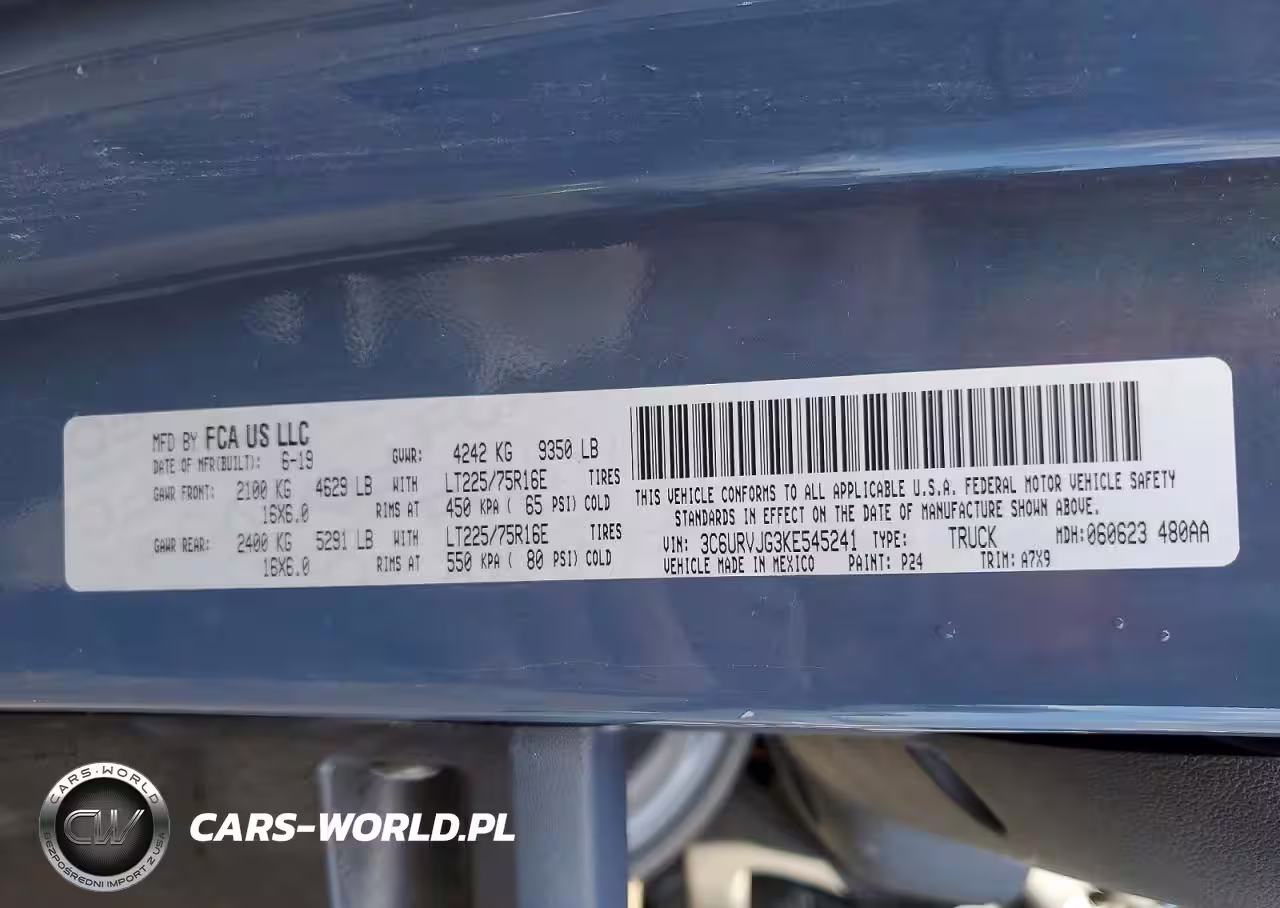 MFD BY FCA US LLC
DATE OF MFR(BUILT): 6-19
GVWR: 4242 KG 9350 LB
GAWR FRONT: 2100 KG 4629 LB WITH LT225/75R16E TIRES
16X6.0 RIMS AT 450 KPA ( 65 PSI) COLD
GAWR REAR: 2400 KG 5291 LB WITH LT225/75R16E TIRES
16X6.0 RIMS AT 550 KPA ( 80 PSI) COLD
THIS VEHICLE CONFORMS TO ALL APPLICABLE U.S.A. FEDERAL MOTOR VEHICLE SAFETY
STANDARDS IN EFFECT ON THE DATE OF MANUFACTURE SHOWN ABOVE.
VIN: 3C6URVJG3KE545241 TYPE: TRUCK MDH:060623 480AA
VEHICLE MADE IN MEXICO PAINT: P24 TRIM: A7X9
CARS-WORLD
CW
BEZPOŚREDNI IMPORT Z USA
CARS-WORLD.PL